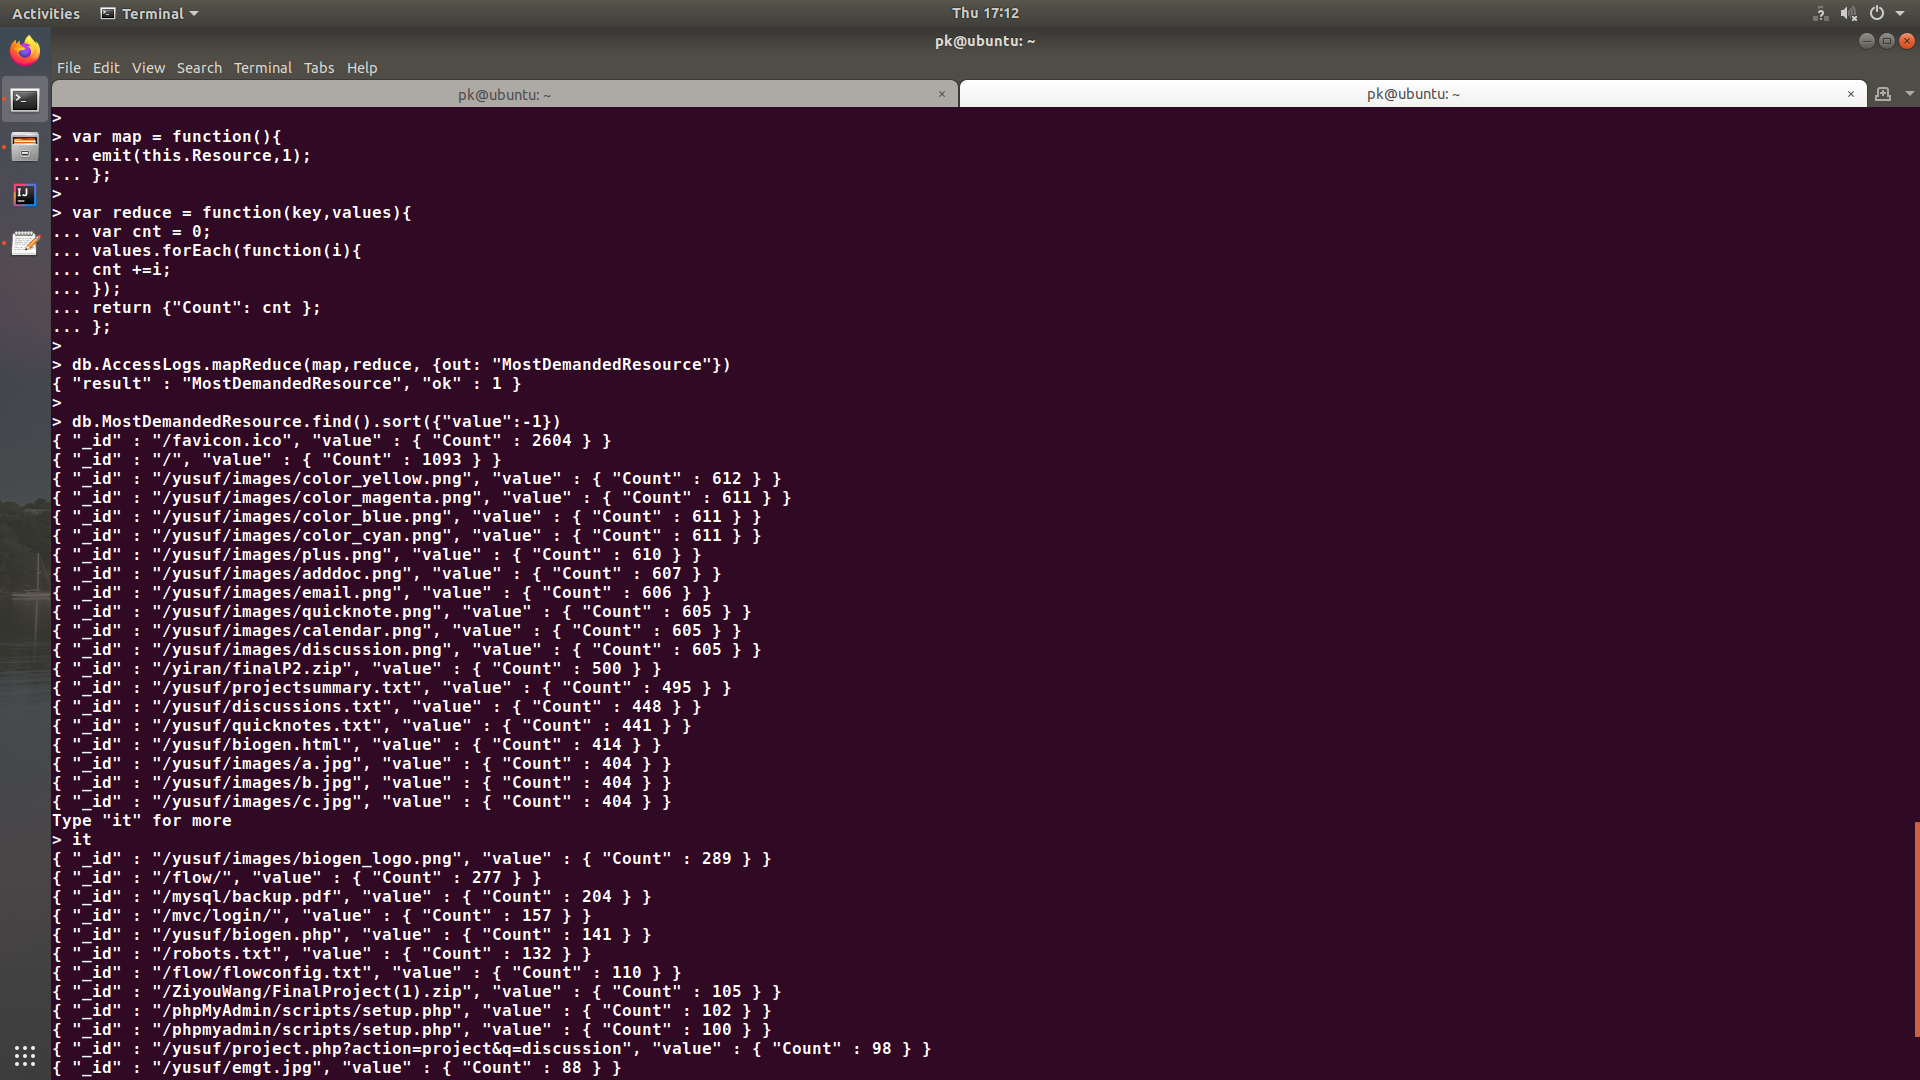 Activities Terminal Thu 17:12
pk@ubuntu: ~
File Edit View Search Terminal Tabs Help
pk@ubuntu: ~ × pk@ubuntu: ~ ×
>
> var map = function(){
... emit(this.Resource,1);
... };
>
> var reduce = function(key,values){
... var cnt = 0;
... values.forEach(function(i){
... cnt +=i;
... });
... return {"Count": cnt };
... };
>
> db.AccessLogs.mapReduce(map,reduce, {out: "MostDemandedResource"})
{ "result" : "MostDemandedResource", "ok" : 1 }
>
> db.MostDemandedResource.find().sort({"value":-1})
{ "_id" : "/favicon.ico", "value" : { "Count" : 2604 } }
{ "_id" : "/", "value" : { "Count" : 1093 } }
{ "_id" : "/yusuf/images/color_yellow.png", "value" : { "Count" : 612 } }
{ "_id" : "/yusuf/images/color_magenta.png", "value" : { "Count" : 611 } }
{ "_id" : "/yusuf/images/color_blue.png", "value" : { "Count" : 611 } }
{ "_id" : "/yusuf/images/color_cyan.png", "value" : { "Count" : 611 } }
{ "_id" : "/yusuf/images/plus.png", "value" : { "Count" : 610 } }
{ "_id" : "/yusuf/images/adddoc.png", "value" : { "Count" : 607 } }
{ "_id" : "/yusuf/images/email.png", "value" : { "Count" : 606 } }
{ "_id" : "/yusuf/images/quicknote.png", "value" : { "Count" : 605 } }
{ "_id" : "/yusuf/images/calendar.png", "value" : { "Count" : 605 } }
{ "_id" : "/yusuf/images/discussion.png", "value" : { "Count" : 605 } }
{ "_id" : "/yiran/finalP2.zip", "value" : { "Count" : 500 } }
{ "_id" : "/yusuf/projectsummary.txt", "value" : { "Count" : 495 } }
{ "_id" : "/yusuf/discussions.txt", "value" : { "Count" : 448 } }
{ "_id" : "/yusuf/quicknotes.txt", "value" : { "Count" : 441 } }
{ "_id" : "/yusuf/biogen.html", "value" : { "Count" : 414 } }
{ "_id" : "/yusuf/images/a.jpg", "value" : { "Count" : 404 } }
{ "_id" : "/yusuf/images/b.jpg", "value" : { "Count" : 404 } }
{ "_id" : "/yusuf/images/c.jpg", "value" : { "Count" : 404 } }
Type "it" for more
> it
{ "_id" : "/yusuf/images/biogen_logo.png", "value" : { "Count" : 289 } }
{ "_id" : "/flow/", "value" : { "Count" : 277 } }
{ "_id" : "/mysql/backup.pdf", "value" : { "Count" : 204 } }
{ "_id" : "/mvc/login/", "value" : { "Count" : 157 } }
{ "_id" : "/yusuf/biogen.php", "value" : { "Count" : 141 } }
{ "_id" : "/robots.txt", "value" : { "Count" : 132 } }
{ "_id" : "/flow/flowconfig.txt", "value" : { "Count" : 110 } }
{ "_id" : "/ZiyouWang/FinalProject(1).zip", "value" : { "Count" : 105 } }
{ "_id" : "/phpMyAdmin/scripts/setup.php", "value" : { "Count" : 102 } }
{ "_id" : "/phpmyadmin/scripts/setup.php", "value" : { "Count" : 100 } }
{ "_id" : "/yusuf/project.php?action=project&q=discussion", "value" : { "Count" : 98 } }
{ "_id" : "/yusuf/emgt.jpg", "value" : { "Count" : 88 } }